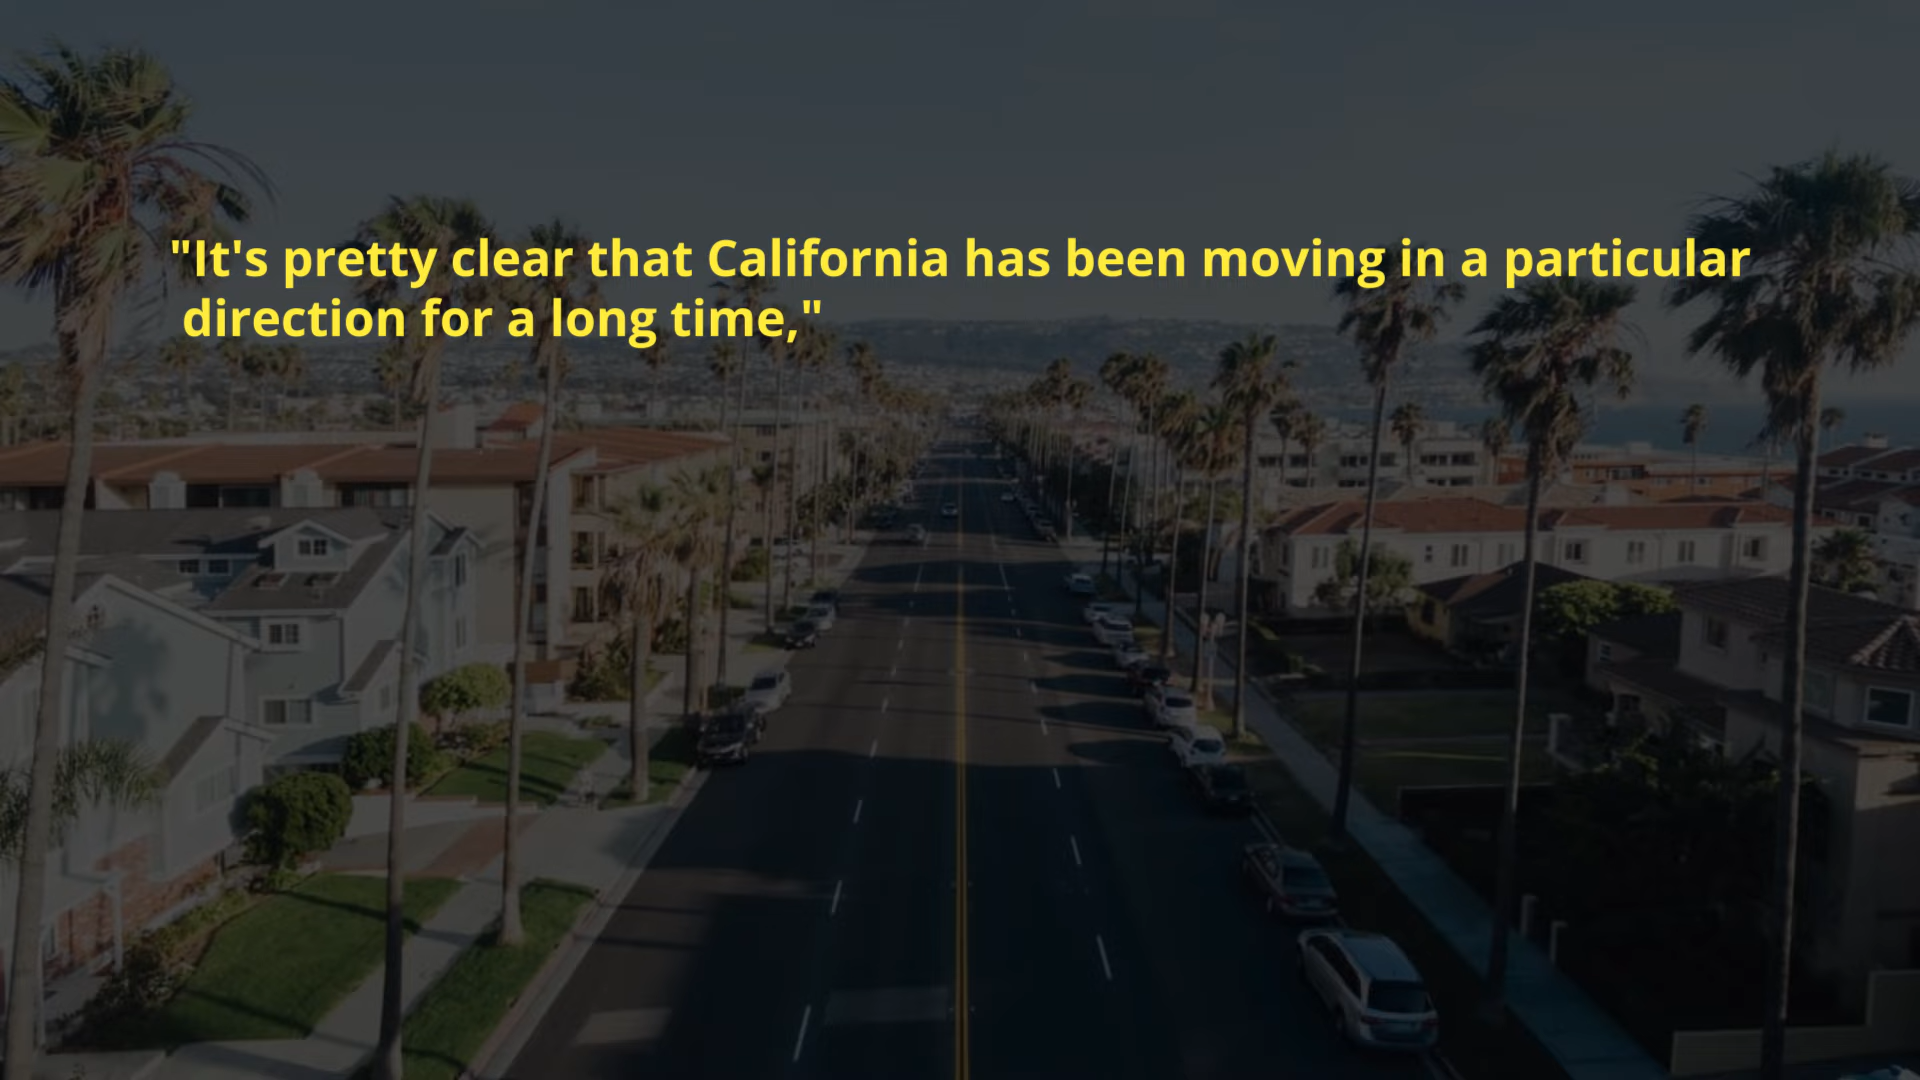 "It's pretty clear that California has been moving in a particular
direction for a long time,"